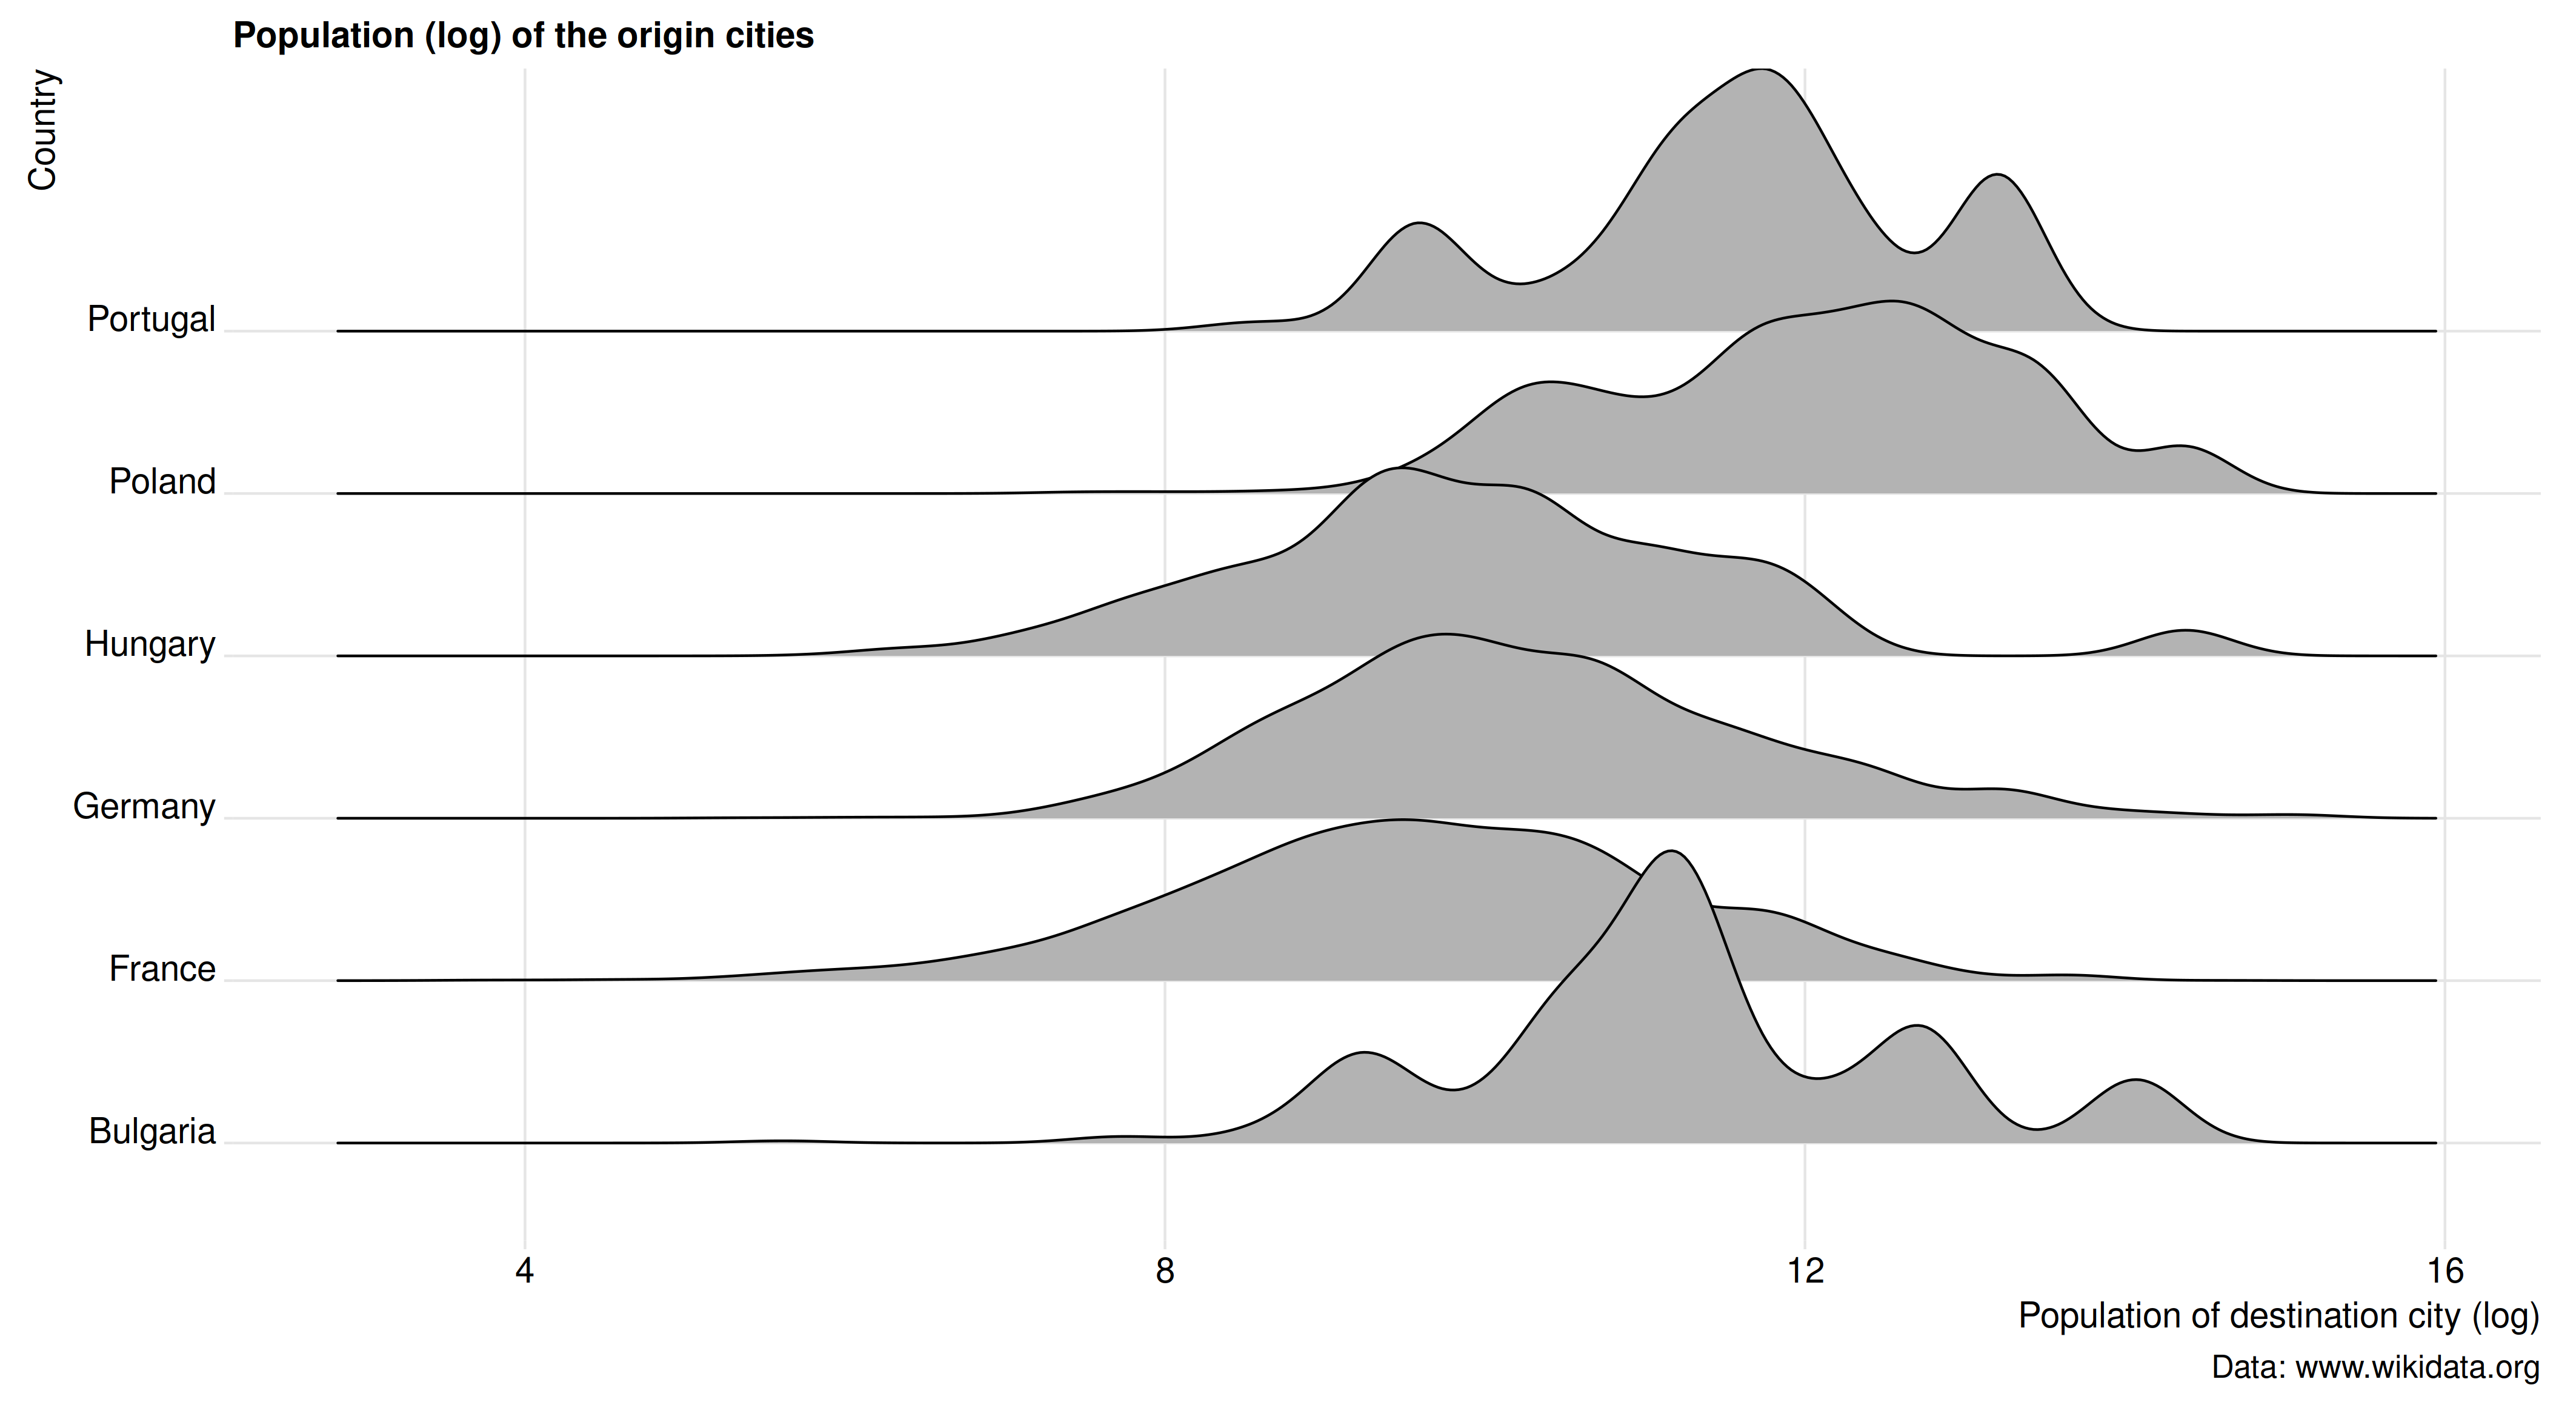 Population (log) of the origin cities
Country
Portugal
Poland
Hungary
Germany
France
Bulgaria
4 8 12 16
Population of destination city (log)
Data: www.wikidata.org